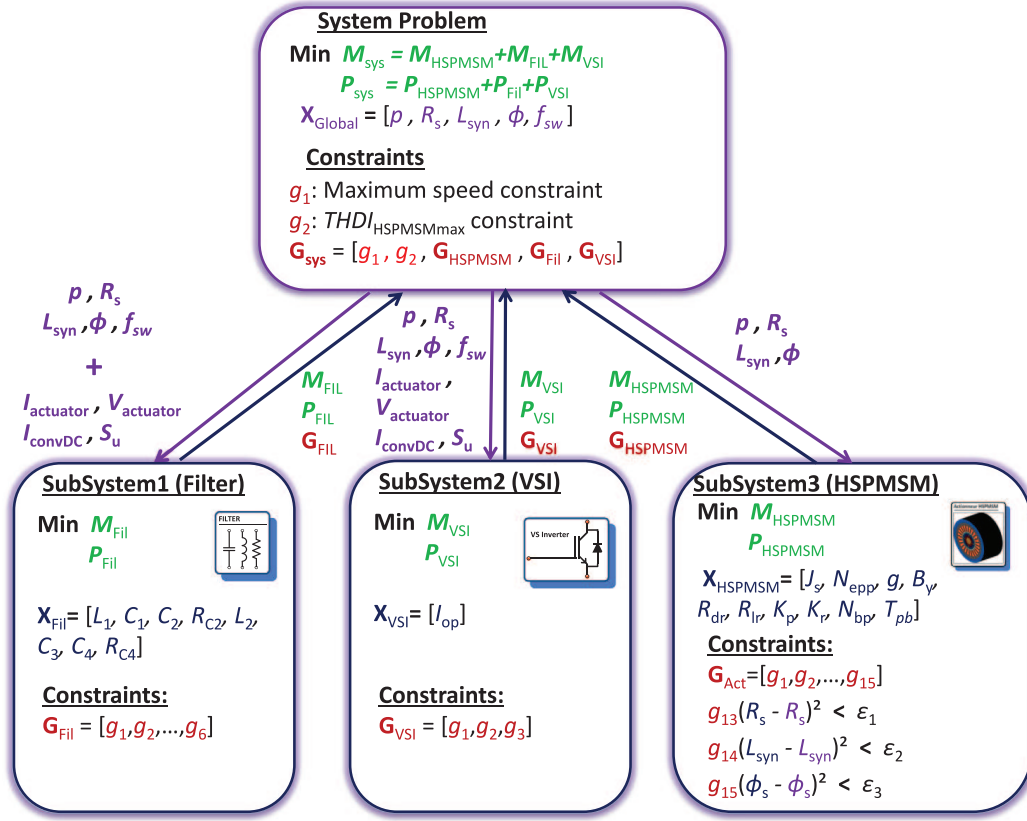 System Problem
Min M_sys = M_HSPMSM+M_FIL+M_VSI
P_sys = P_HSPMSM+P_Fil+P_VSI
X_Global = [p , R_s, L_syn , ϕ, f_sw ]
Constraints
g_1: Maximum speed constraint
g_2: THDI_HSPMSMmax constraint
G_sys = [g_1 , g_2 , G_HSPMSM , G_Fil , G_VSI]
p , R_s
L_syn ,ϕ , f_sw
+
I_actuator , V_actuator
I_convDC , S_u
M_FIL
P_FIL
G_FIL
p , R_s
L_syn ,ϕ , f_sw
I_actuator ,
V_actuator
I_convDC , S_u
M_VSI
P_VSI
G_VSI
M_HSPMSM
P_HSPMSM
G_HSPMSM
p , R_s
L_syn ,ϕ
SubSystem1 (Filter)
Min M_Fil
P_Fil
FILTER
X_Fil= [L_1, C_1, C_2, R_C2, L_2,
C_3, C_4, R_C4]
Constraints:
G_Fil = [g_1,g_2,...,g_6]
SubSystem2 (VSI)
Min M_VSI
P_VSI
VS Inverter
X_VSI= [I_op]
Constraints:
G_VSI = [g_1,g_2,g_3]
SubSystem3 (HSPMSM)
Min M_HSPMSM
P_HSPMSM
X_HSPMSM= [J_s, N_epp, g, B_y,
R_dr, R_lr, K_p, K_r, N_bp, T_pb]
Constraints:
G_Act=[g_1,g_2,...,g_15]
g_13(R_s - R_s)² < ε_1
g_14(L_syn - L_syn)² < ε_2
g_15(ϕ_s - ϕ_s)² < ε_3